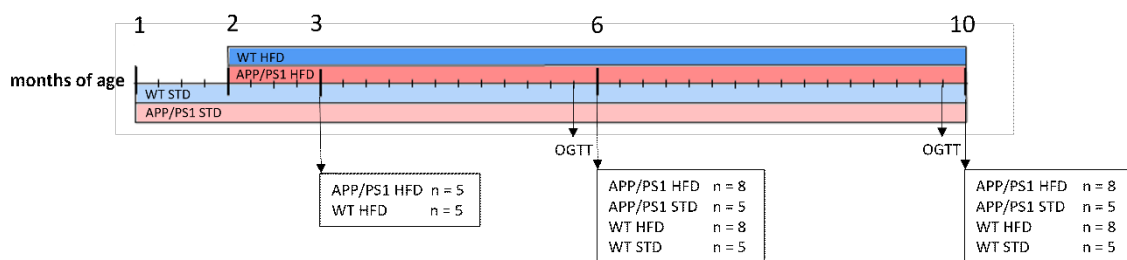 1 2 3 6 10
WT HFD
APP/PS1 HFD
months of age
WT STD
APP/PS1 STD
OGTT OGTT
APP/PS1 HFD n = 5
WT HFD n = 5
APP/PS1 HFD n = 8
APP/PS1 STD n = 5
WT HFD n = 8
WT STD n = 5
APP/PS1 HFD n = 8
APP/PS1 STD n = 5
WT HFD n = 8
WT STD n = 5